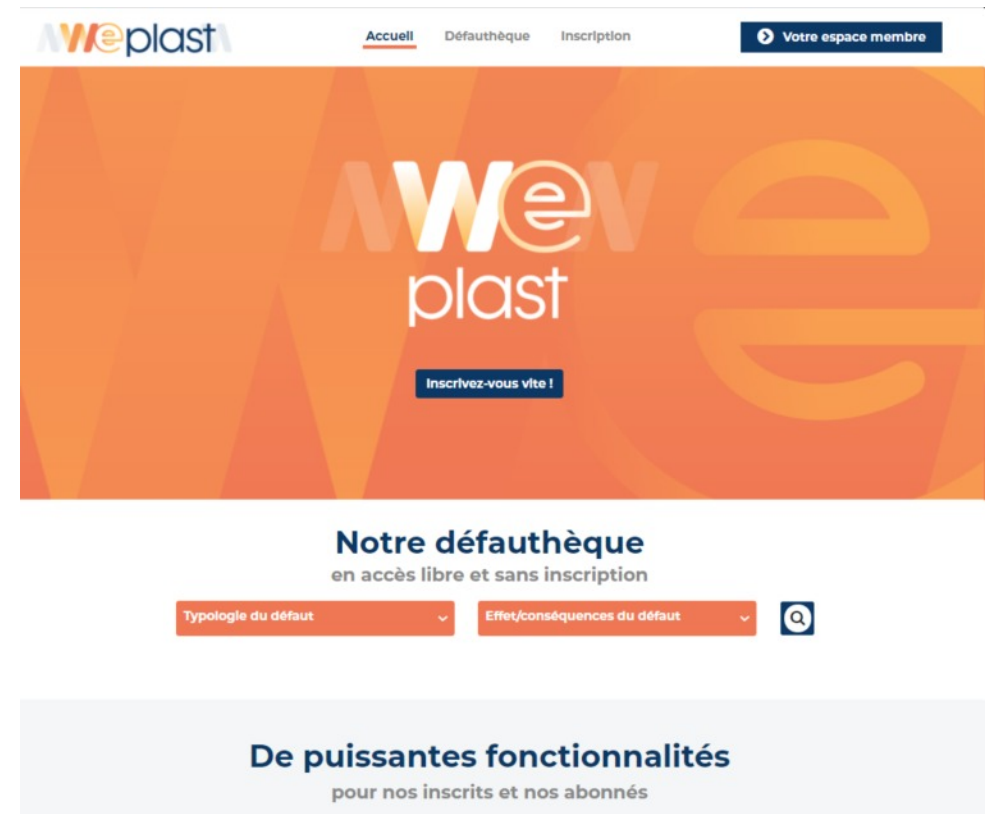 Weplast
Accueil Défauthèque Inscription Votre espace membre
We
plast
Inscrivez-vous vite !
Notre défauthèque
en accès libre et sans inscription
Typologie du défaut Effet/conséquences du défaut
De puissantes fonctionnalités
pour nos inscrits et nos abonnés